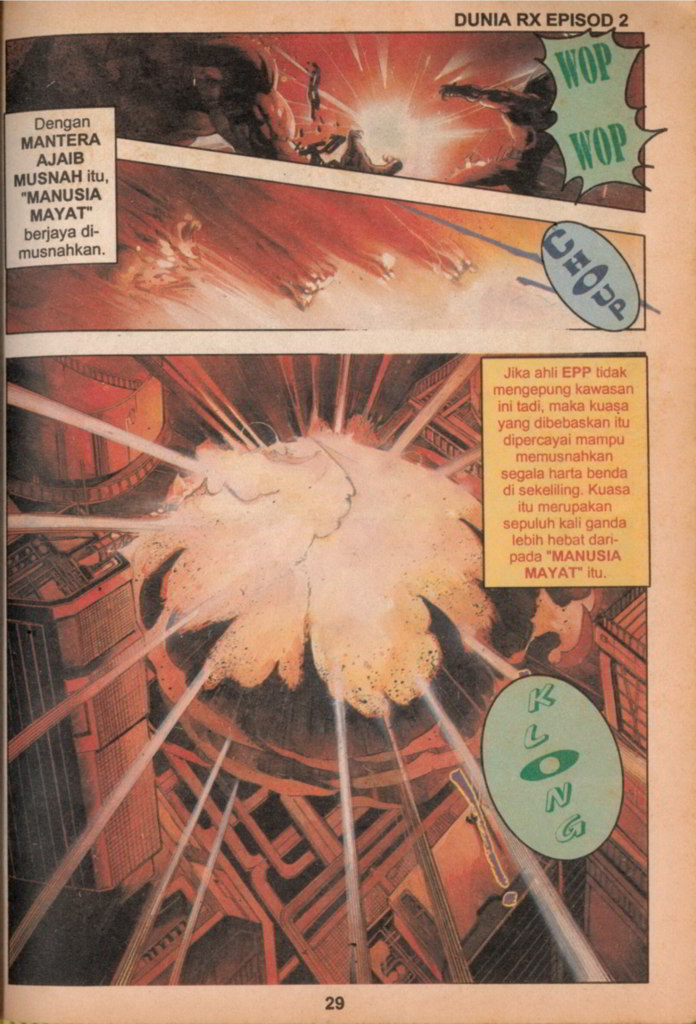 DUNIA RX EPISOD 2
WOP
WOP
Dengan
MANTERA
AJAIB
MUSNAH itu,
"MANUSIA
MAYAT"
berjaya di-
musnahkan.
CHOUP
Jika ahli EPP tidak
mengepung kawasan
ini tadi, maka kuasa
yang dibebaskan itu
dipercayai mampu
memusnahkan
segala harta benda
di sekeliling. Kuasa
itu merupakan
sepuluh kali ganda
lebih hebat dari-
pada "MANUSIA
MAYAT" itu.
KLONG
29